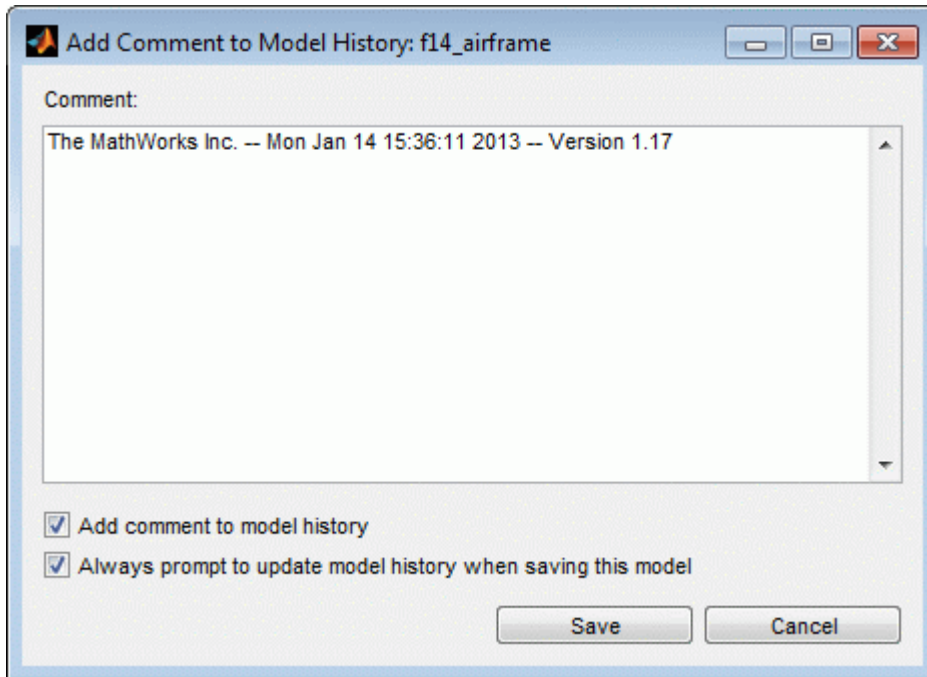 Add Comment to Model History: f14_airframe
Comment:
The MathWorks Inc. -- Mon Jan 14 15:36:11 2013 -- Version 1.17
Add comment to model history
Always prompt to update model history when saving this model
Save Cancel